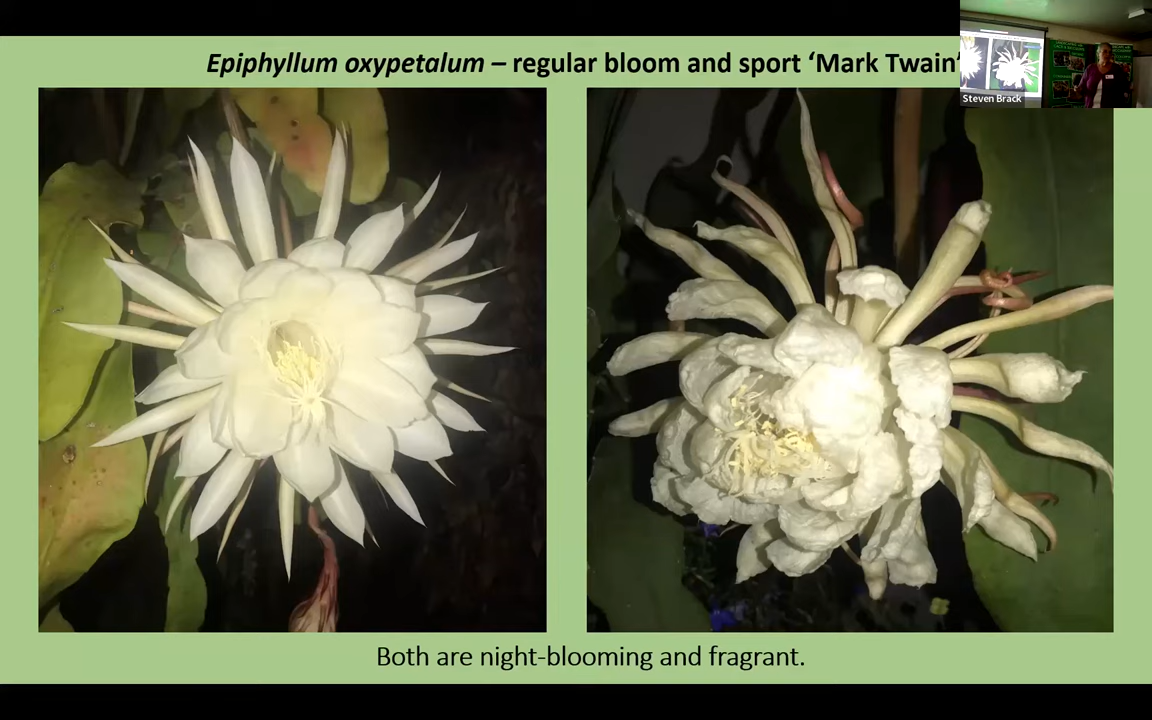 Epiphyllum oxypetalum – regular bloom and sport ‘Mark Twain’
Steven Brack
Both are night-blooming and fragrant.